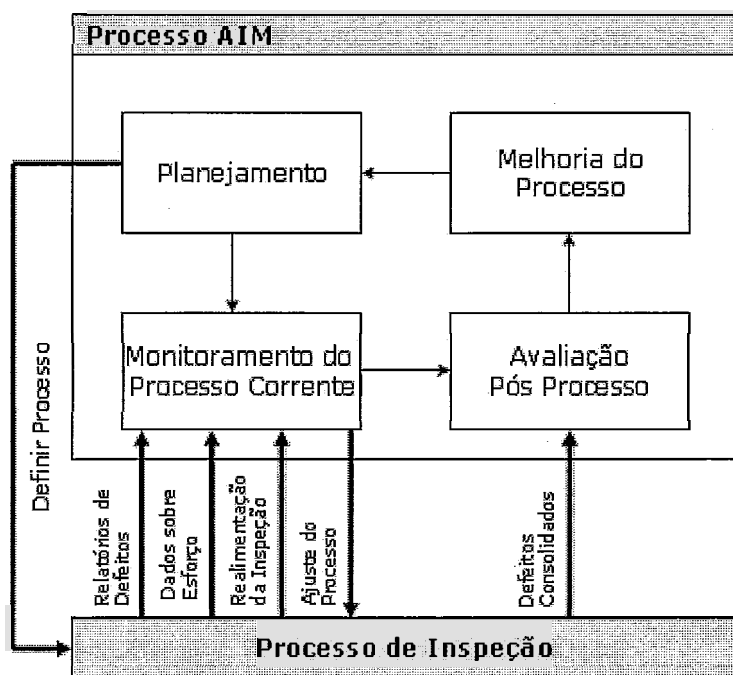 Processo AIM
Planejamento
Melhoria do
Processo
Monitoramento do
Processo Corrente
Avaliação
Pós Processo
Definir Processo
Relatórios de
Defeitos
Dados sobre
Esforço
Realimentação
da Inspeção
Ajuste do
Processo
Defeitos
Consolidados
Processo de Inspeção